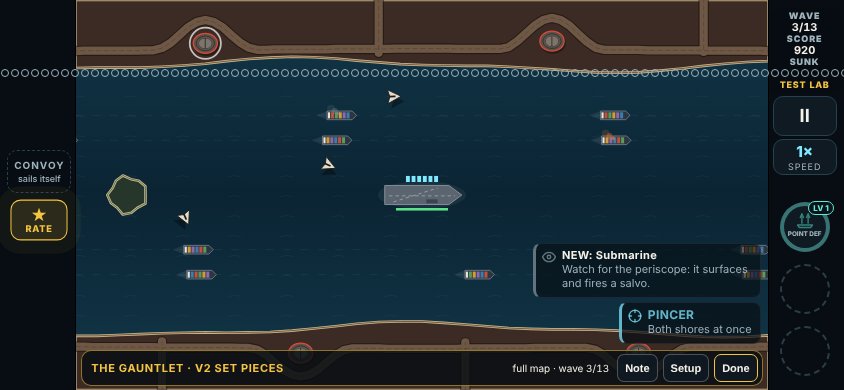 WAVE
3/13
SCORE
920
SUNK
TEST LAB
II
1×
SPEED
CONVOY
sails itself
★
RATE
LV 1
POINT DEF
NEW: Submarine
Watch for the periscope: it surfaces
and fires a salvo.
PINCER
Both shores at once
THE GAUNTLET · V2 SET PIECES
full map · wave 3/13
Note
Setup
Done